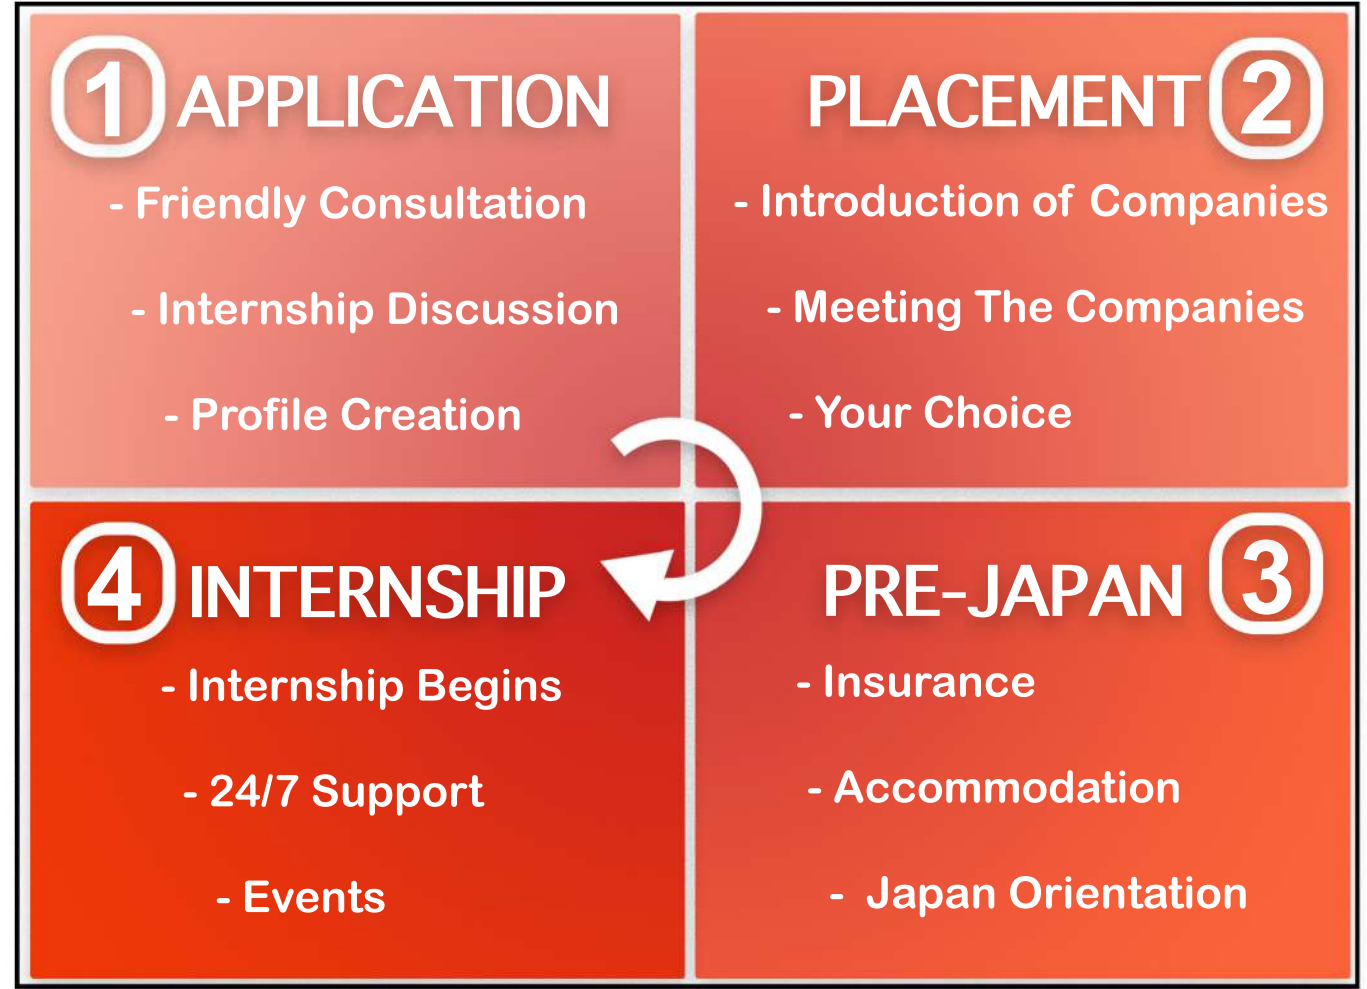 1 APPLICATION
- Friendly Consultation
- Internship Discussion
- Profile Creation
PLACEMENT 2
- Introduction of Companies
- Meeting The Companies
- Your Choice
PRE-JAPAN 3
- Insurance
- Accommodation
- Japan Orientation
4 INTERNSHIP
- Internship Begins
- 24/7 Support
- Events